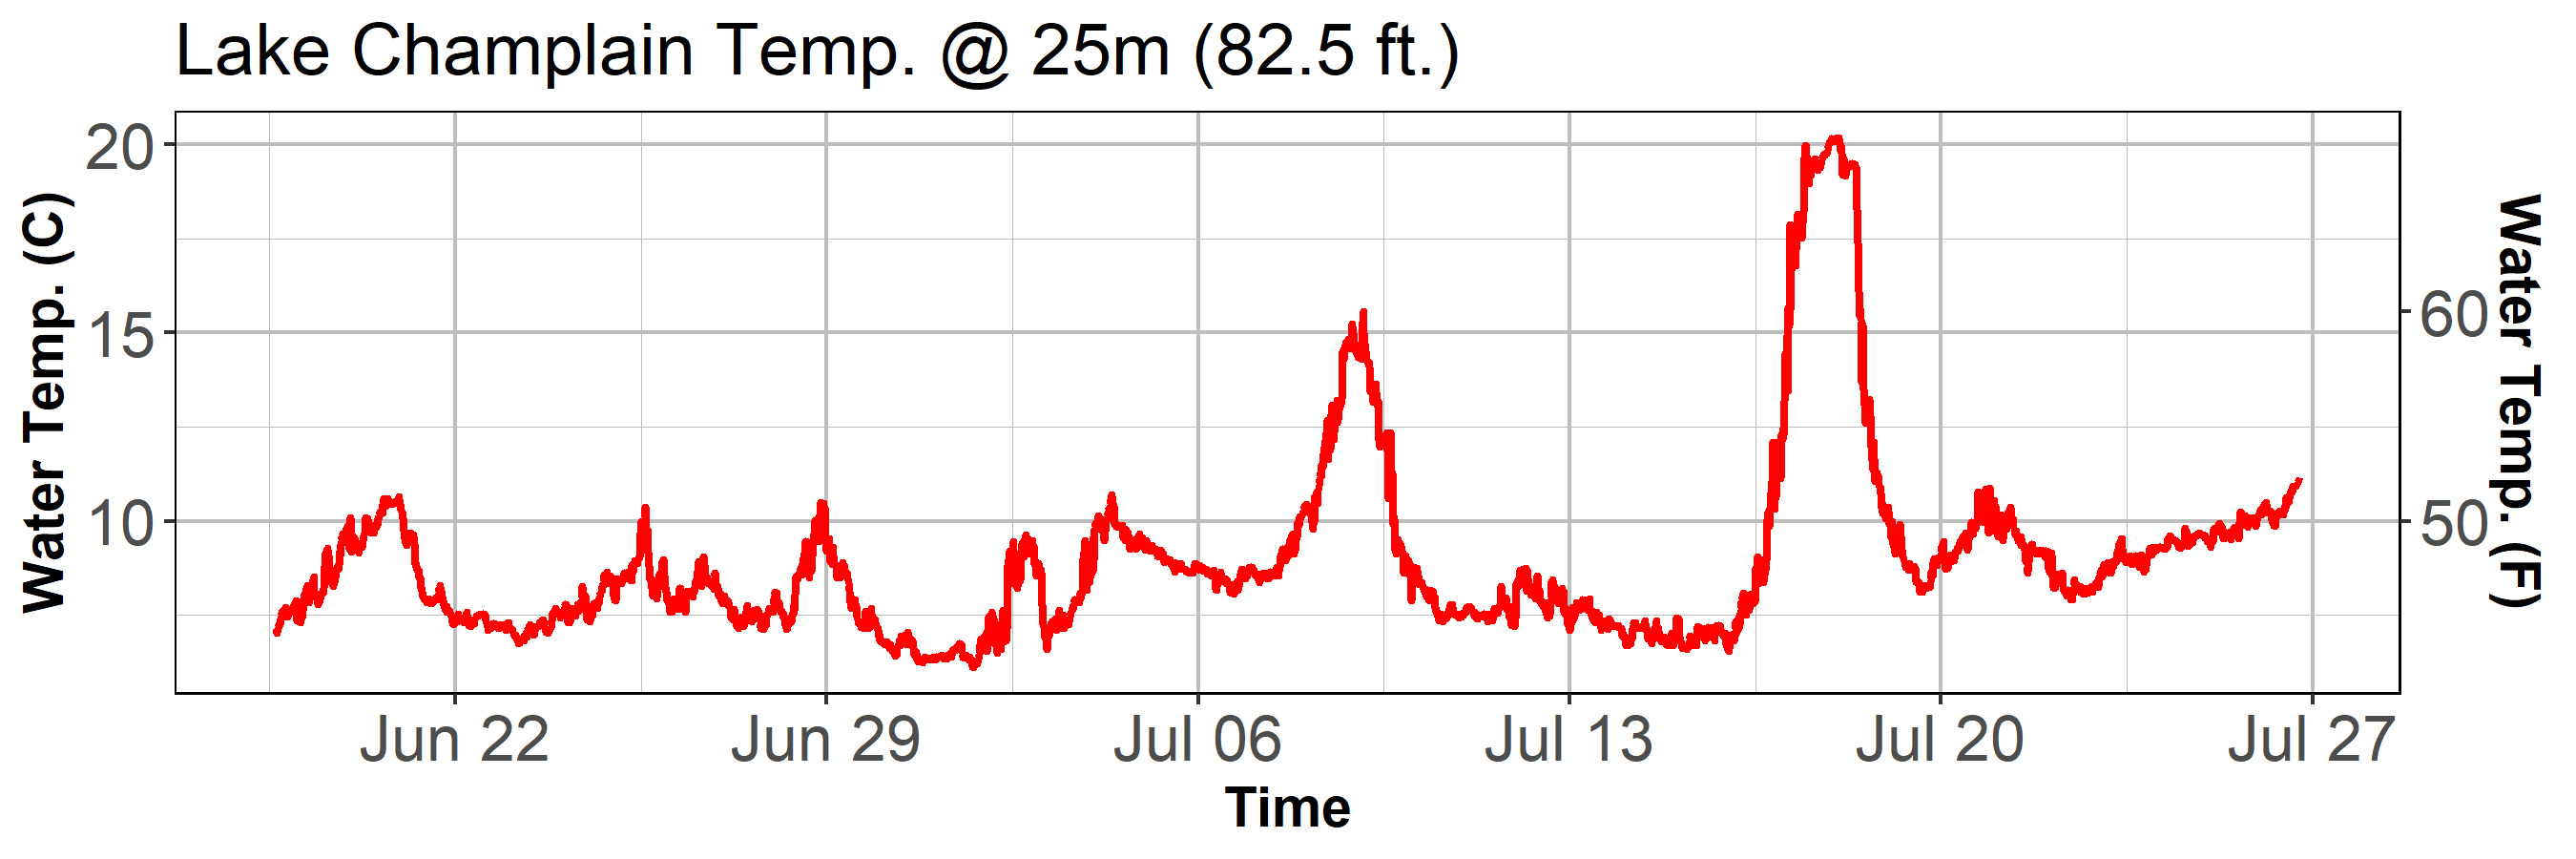 Lake Champlain Temp. @ 25m (82.5 ft.)
Water Temp. (C)
20
15
10
60
50
Water Temp. (F)
Jun 22 Jun 29 Jul 06 Jul 13 Jul 20 Jul 27
Time